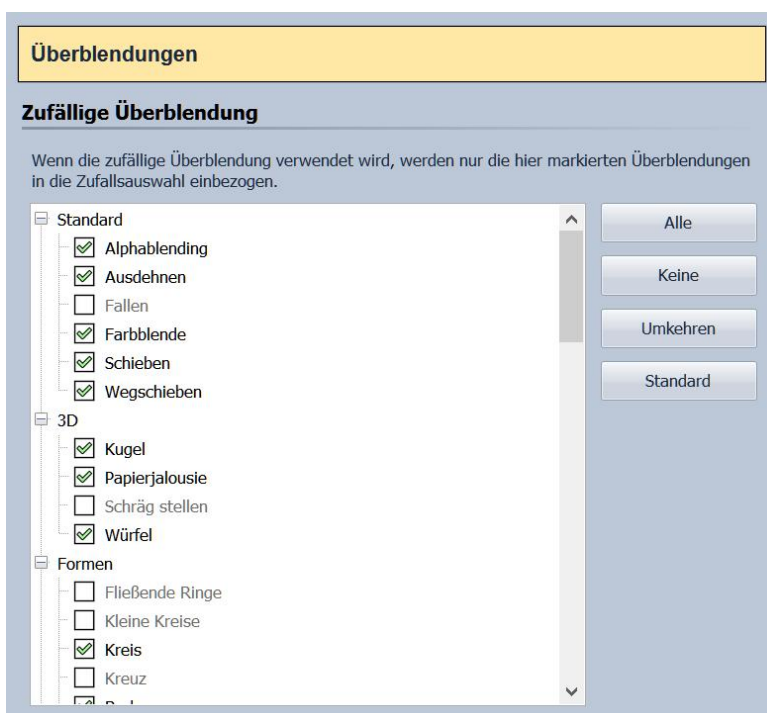 Überblendungen
Zufällige Überblendung
Wenn die zufällige Überblendung verwendet wird, werden nur die hier markierten Überblendungen
in die Zufallsauswahl einbezogen.
Standard
Alphablending
Ausdehnen
Fallen
Farbblende
Schieben
Wegschieben
3D
Kugel
Papierjalousie
Schräg stellen
Würfel
Formen
Fließende Ringe
Kleine Kreise
Kreis
Kreuz
Alle
Keine
Umkehren
Standard